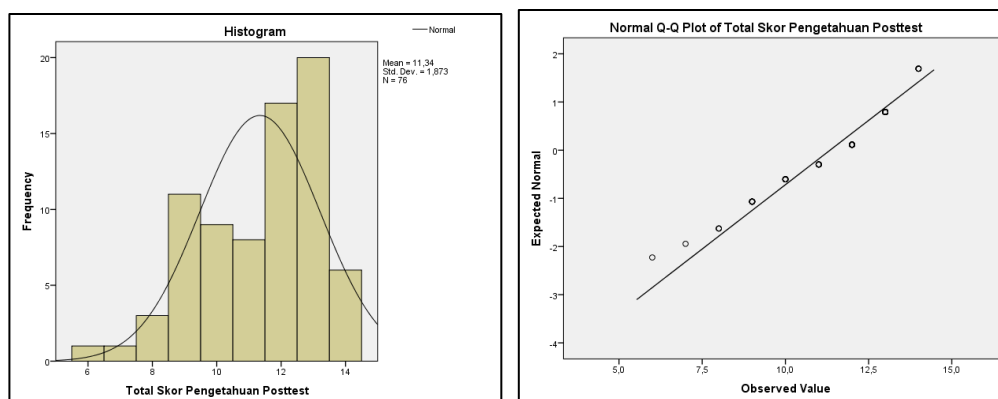 Histogram
Normal
Mean = 11,34
Std. Dev. = 1,873
N = 76
20
15
10
5
0
Frequency
6 8 10 12 14
Total Skor Pengetahuan Posttest
Normal Q-Q Plot of Total Skor Pengetahuan Posttest
2
1
0
-1
-2
-3
-4
Expected Normal
5,0 7,5 10,0 12,5 15,0
Observed Value